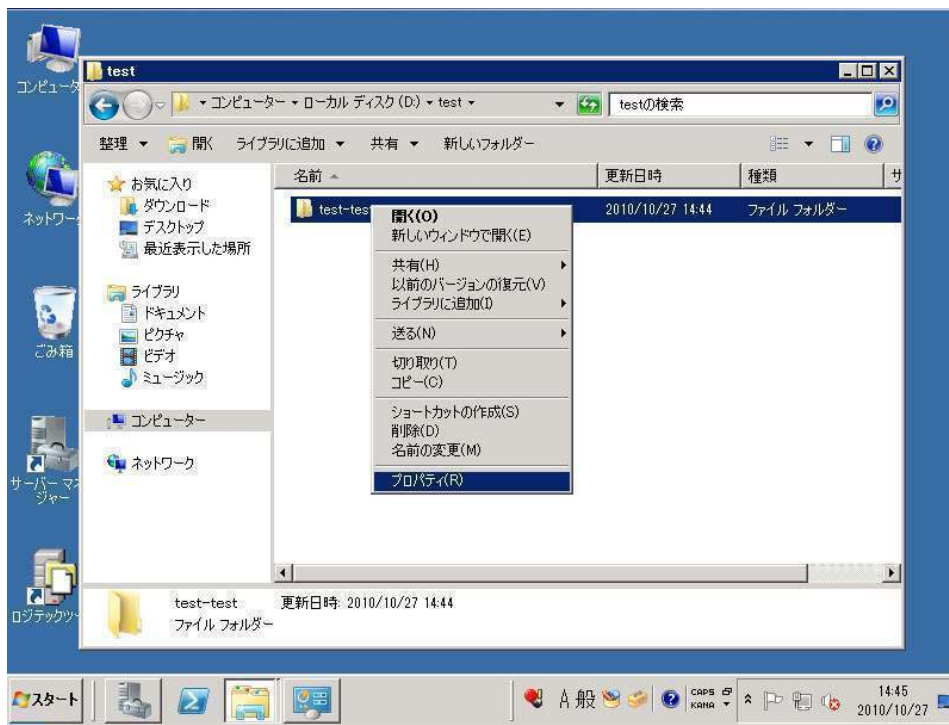 コンピュータ
ネットワー
ごみ箱
サーバー マ
ジャー
ロジテックツー
test
コンピューター
ローカル ディスク (D:)
test
testの検索
整理
開く
ライブラリに追加
共有
新しいフォルダー
お気に入り
ダウンロード
デスクトップ
最近表示した場所
ライブラリ
ドキュメント
ピクチャ
ビデオ
ミュージック
コンピューター
ネットワーク
名前
更新日時
種類
サ
test-tes
2010/10/27 14:44
ファイル フォルダー
開く(O)
新しいウィンドウで開く(E)
共有(H)
以前のバージョンの復元(V)
ライブラリに追加(I)
送る(N)
切り取り(T)
コピー(C)
ショートカットの作成(S)
削除(D)
名前の変更(M)
プロパティ(R)
test-test
更新日時: 2010/10/27 14:44
ファイル フォルダー
スタート
A 般
CAPS
KANA
14:45
2010/10/27